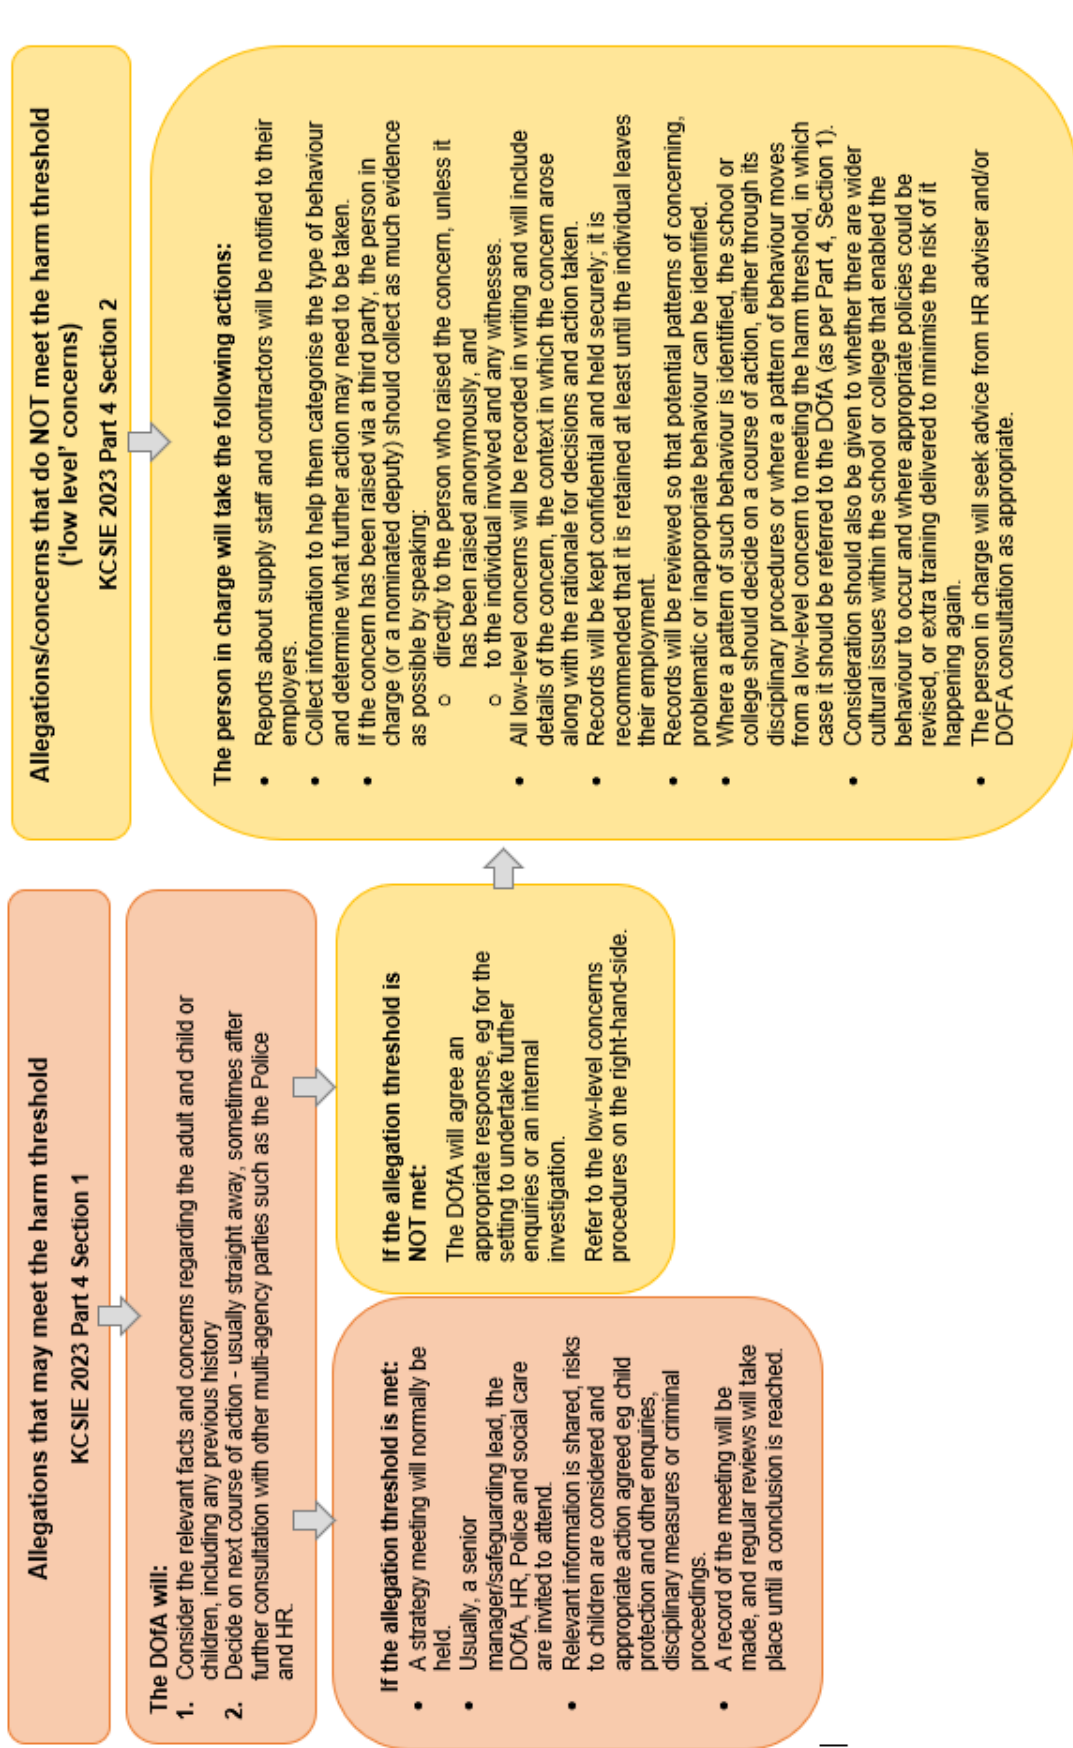 Allegations that may meet the harm threshold
KCSIE 2023 Part 4 Section 1
The DOfA will:
1. Consider the relevant facts and concerns regarding the adult and child or
children, including any previous history
2. Decide on next course of action - usually straight away, sometimes after
further consultation with other multi-agency parties such as the Police
and HR.
If the allegation threshold is met:
• A strategy meeting will normally be
held.
• Usually, a senior
manager/safeguarding lead, the
DOfA, HR, Police and social care
are invited to attend.
• Relevant information is shared, risks
to children are considered and
appropriate action agreed eg child
protection and other enquiries,
disciplinary measures or criminal
proceedings.
• A record of the meeting will be
made, and regular reviews will take
place until a conclusion is reached.
If the allegation threshold is
NOT met:
The DOfA will agree an
appropriate response, eg for the
setting to undertake further
enquiries or an internal
investigation.
Refer to the low-level concerns
procedures on the right-hand-side.
Allegations/concerns that do NOT meet the harm threshold
('low level' concerns)
KCSIE 2023 Part 4 Section 2
The person in charge will take the following actions:
• Reports about supply staff and contractors will be notified to their
employers.
• Collect information to help them categorise the type of behaviour
and determine what further action may need to be taken.
• If the concern has been raised via a third party, the person in
charge (or a nominated deputy) should collect as much evidence
as possible by speaking:
o directly to the person who raised the concern, unless it
has been raised anonymously, and
o to the individual involved and any witnesses.
• All low-level concerns will be recorded in writing and will include
details of the concern, the context in which the concern arose
along with the rationale for decisions and action taken.
• Records will be kept confidential and held securely; it is
recommended that it is retained at least until the individual leaves
their employment.
• Records will be reviewed so that potential patterns of concerning,
problematic or inappropriate behaviour can be identified.
• Where a pattern of such behaviour is identified, the school or
college should decide on a course of action, either through its
disciplinary procedures or where a pattern of behaviour moves
from a low-level concern to meeting the harm threshold, in which
case it should be referred to the DOfA (as per Part 4, Section 1).
• Consideration should also be given to whether there are wider
cultural issues within the school or college that enabled the
behaviour to occur and where appropriate policies could be
revised, or extra training delivered to minimise the risk of it
happening again.
• The person in charge will seek advice from HR adviser and/or
DOFA consultation as appropriate.